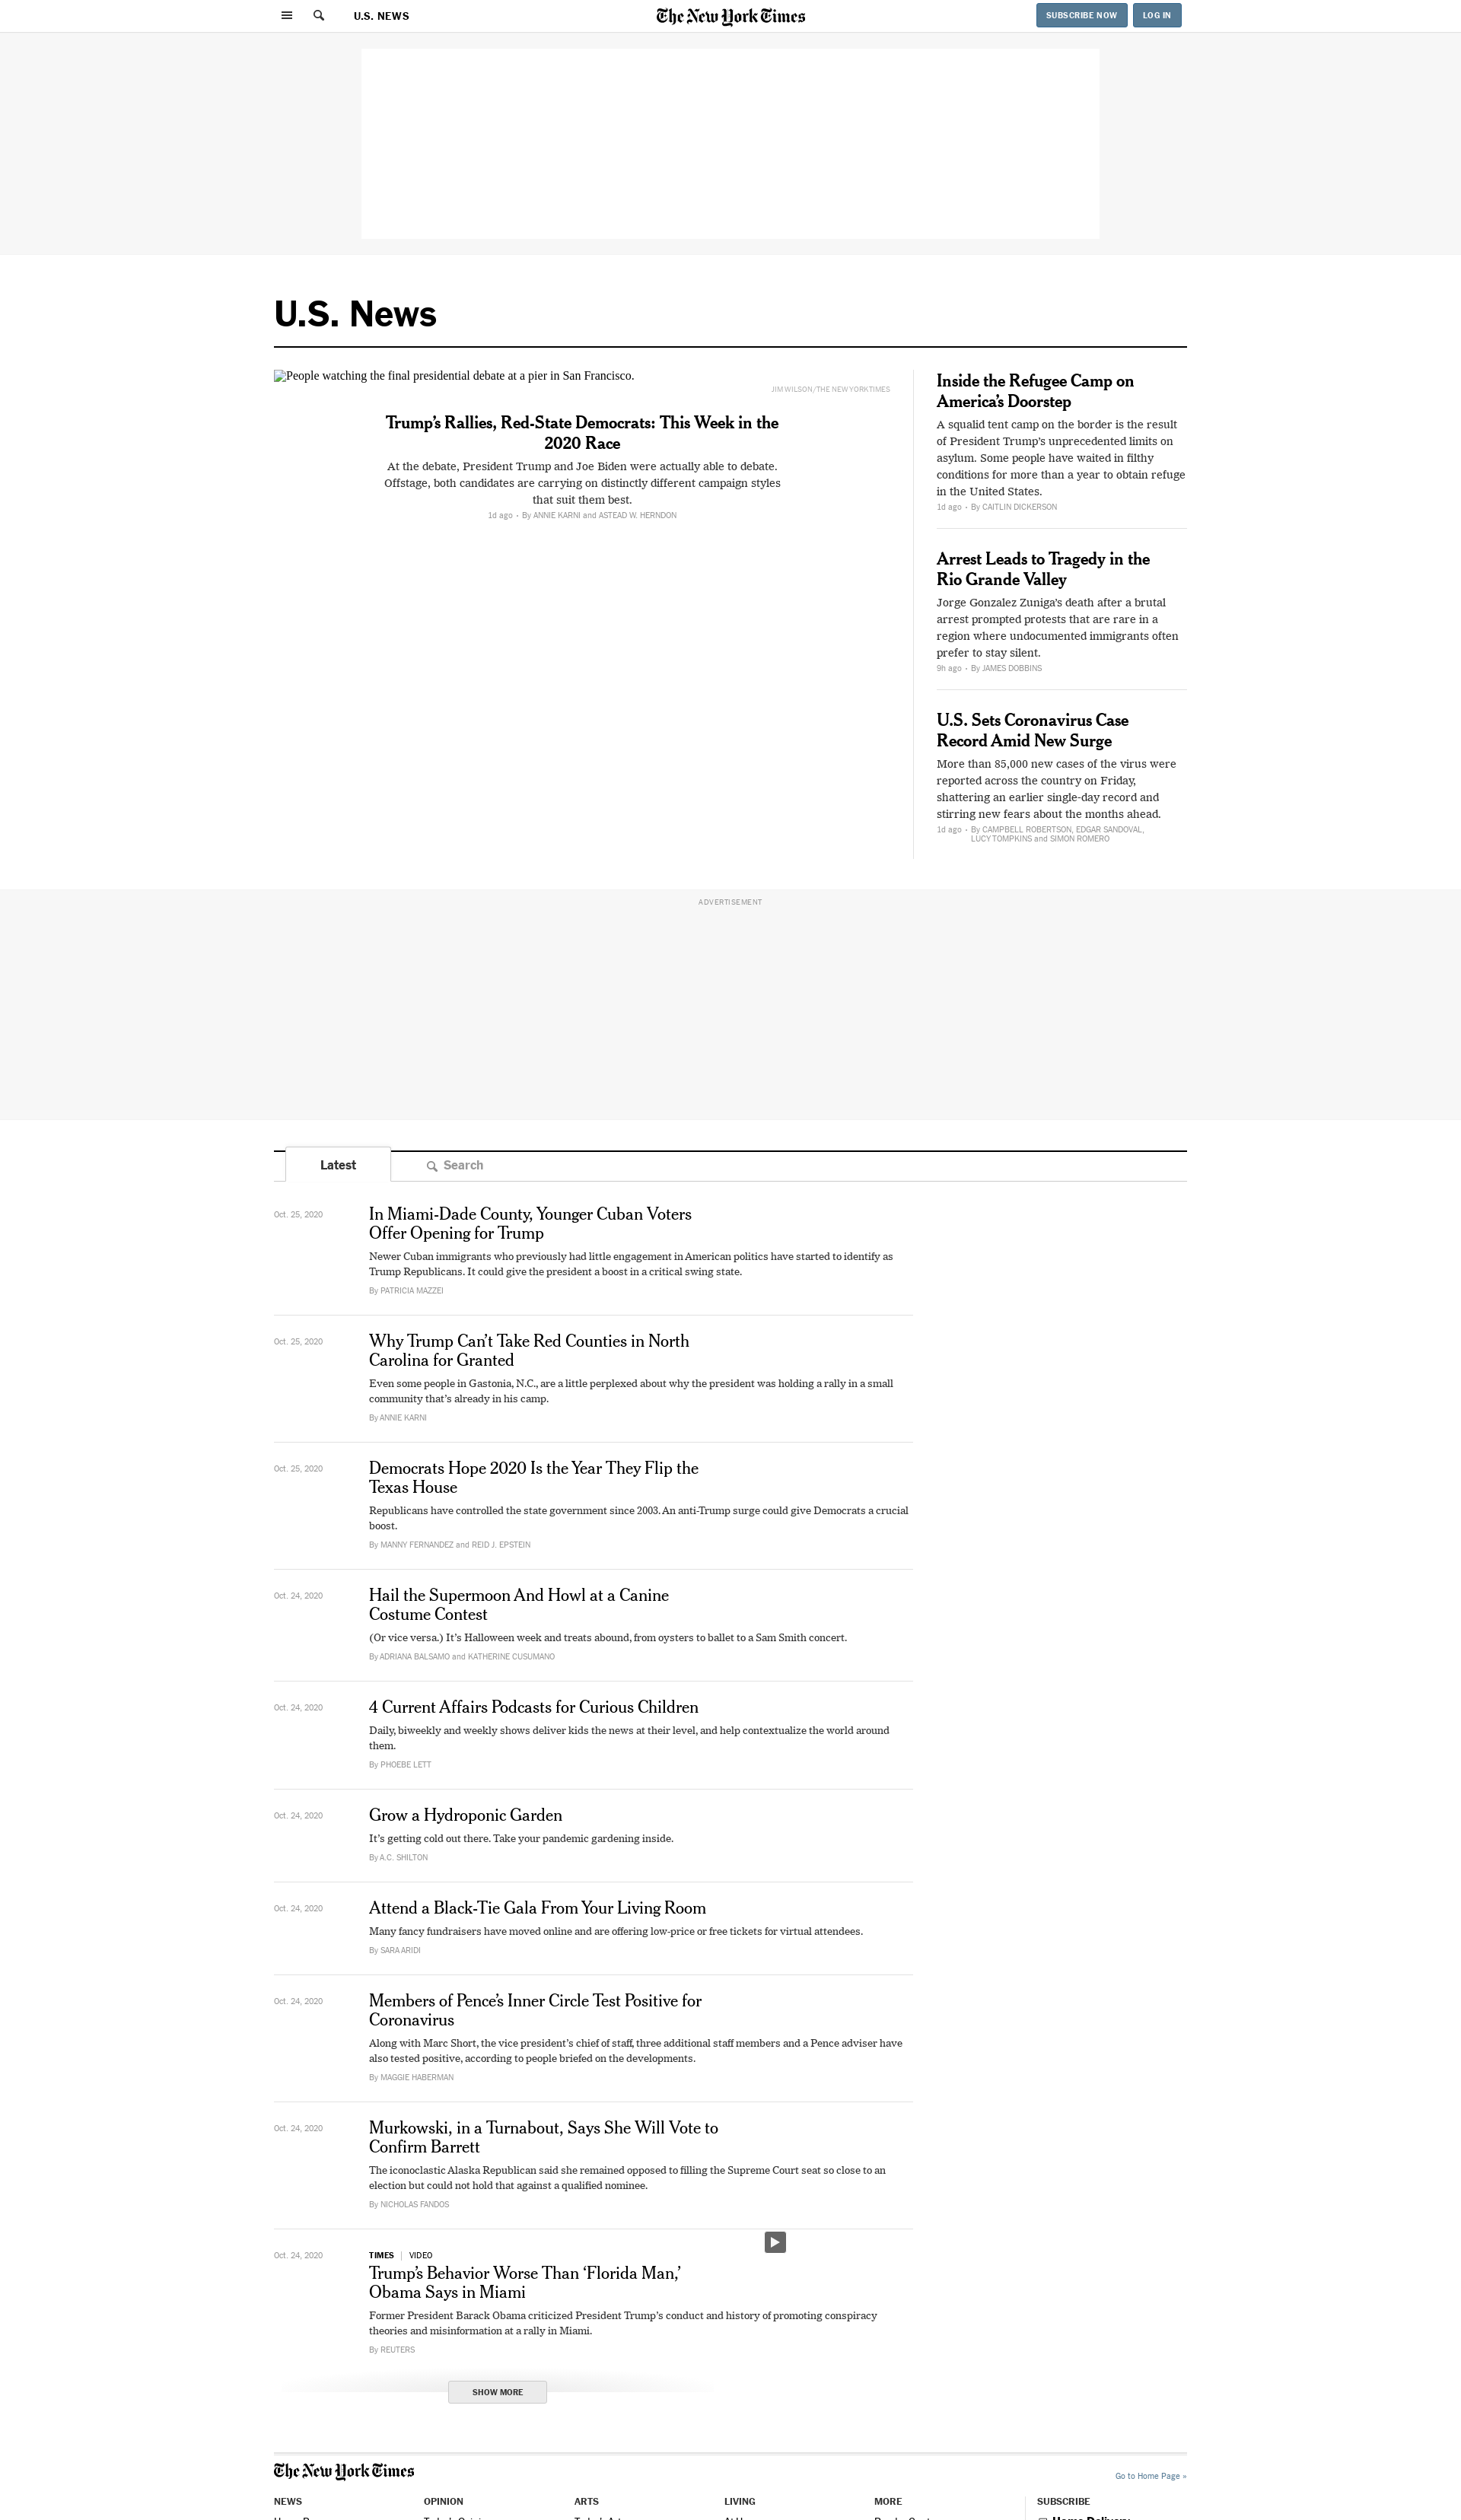 U.S. NEWS
The New York Times
SUBSCRIBE NOW
LOG IN
U.S. News
People watching the final presidential debate at a pier in San Francisco.
JIM WILSON/THE NEW YORK TIMES
Trump’s Rallies, Red-State Democrats: This Week in the
2020 Race
At the debate, President Trump and Joe Biden were actually able to debate.
Offstage, both candidates are carrying on distinctly different campaign styles
that suit them best.
1d ago · By ANNIE KARNI and ASTEAD W. HERNDON
Inside the Refugee Camp on
America’s Doorstep
A squalid tent camp on the border is the result
of President Trump’s unprecedented limits on
asylum. Some people have waited in filthy
conditions for more than a year to obtain refuge
in the United States.
1d ago · By CAITLIN DICKERSON
Arrest Leads to Tragedy in the
Rio Grande Valley
Jorge Gonzalez Zuniga’s death after a brutal
arrest prompted protests that are rare in a
region where undocumented immigrants often
prefer to stay silent.
9h ago · By JAMES DOBBINS
U.S. Sets Coronavirus Case
Record Amid New Surge
More than 85,000 new cases of the virus were
reported across the country on Friday,
shattering an earlier single-day record and
stirring new fears about the months ahead.
1d ago · By CAMPBELL ROBERTSON, EDGAR SANDOVAL,
LUCY TOMPKINS and SIMON ROMERO
ADVERTISEMENT
Latest
Search
Oct. 25, 2020
In Miami-Dade County, Younger Cuban Voters
Offer Opening for Trump
Newer Cuban immigrants who previously had little engagement in American politics have started to identify as
Trump Republicans. It could give the president a boost in a critical swing state.
By PATRICIA MAZZEI
Oct. 25, 2020
Why Trump Can’t Take Red Counties in North
Carolina for Granted
Even some people in Gastonia, N.C., are a little perplexed about why the president was holding a rally in a small
community that’s already in his camp.
By ANNIE KARNI
Oct. 25, 2020
Democrats Hope 2020 Is the Year They Flip the
Texas House
Republicans have controlled the state government since 2003. An anti-Trump surge could give Democrats a crucial
boost.
By MANNY FERNANDEZ and REID J. EPSTEIN
Oct. 24, 2020
Hail the Supermoon And Howl at a Canine
Costume Contest
(Or vice versa.) It’s Halloween week and treats abound, from oysters to ballet to a Sam Smith concert.
By ADRIANA BALSAMO and KATHERINE CUSUMANO
Oct. 24, 2020
4 Current Affairs Podcasts for Curious Children
Daily, biweekly and weekly shows deliver kids the news at their level, and help contextualize the world around
them.
By PHOEBE LETT
Oct. 24, 2020
Grow a Hydroponic Garden
It’s getting cold out there. Take your pandemic gardening inside.
By A.C. SHILTON
Oct. 24, 2020
Attend a Black-Tie Gala From Your Living Room
Many fancy fundraisers have moved online and are offering low-price or free tickets for virtual attendees.
By SARA ARIDI
Oct. 24, 2020
Members of Pence’s Inner Circle Test Positive for
Coronavirus
Along with Marc Short, the vice president’s chief of staff, three additional staff members and a Pence adviser have
also tested positive, according to people briefed on the developments.
By MAGGIE HABERMAN
Oct. 24, 2020
Murkowski, in a Turnabout, Says She Will Vote to
Confirm Barrett
The iconoclastic Alaska Republican said she remained opposed to filling the Supreme Court seat so close to an
election but could not hold that against a qualified nominee.
By NICHOLAS FANDOS
Oct. 24, 2020
TIMES | VIDEO
Trump’s Behavior Worse Than ‘Florida Man,’
Obama Says in Miami
Former President Barack Obama criticized President Trump’s conduct and history of promoting conspiracy
theories and misinformation at a rally in Miami.
By REUTERS
SHOW MORE
The New York Times
Go to Home Page »
NEWS
OPINION
ARTS
LIVING
MORE
SUBSCRIBE